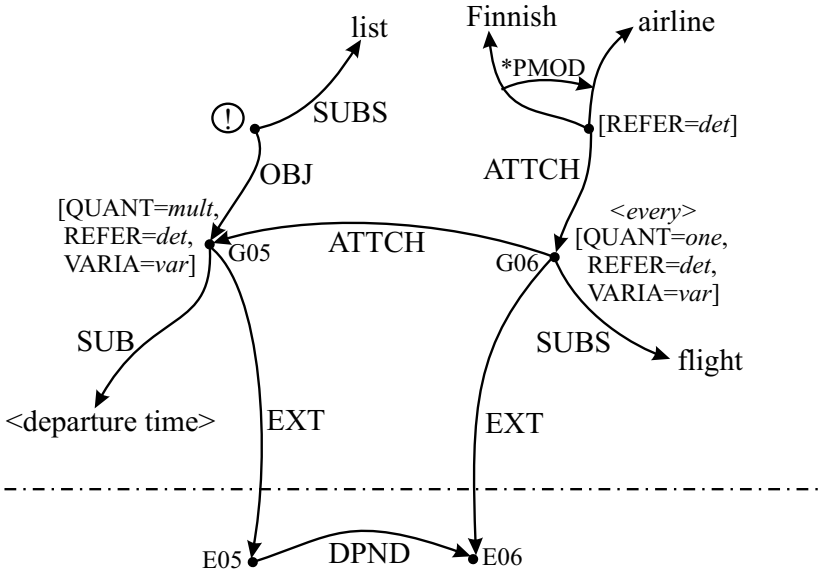 Finnish
list
airline
*PMOD
SUBS
!
[REFER=det]
OBJ
ATTCH
[QUANT=mult,
REFER=det,
VARIA=var]
<every>
[QUANT=one,
REFER=det,
VARIA=var]
G05
ATTCH
G06
SUB
SUBS
flight
<departure time>
EXT
EXT
E05
DPND
E06